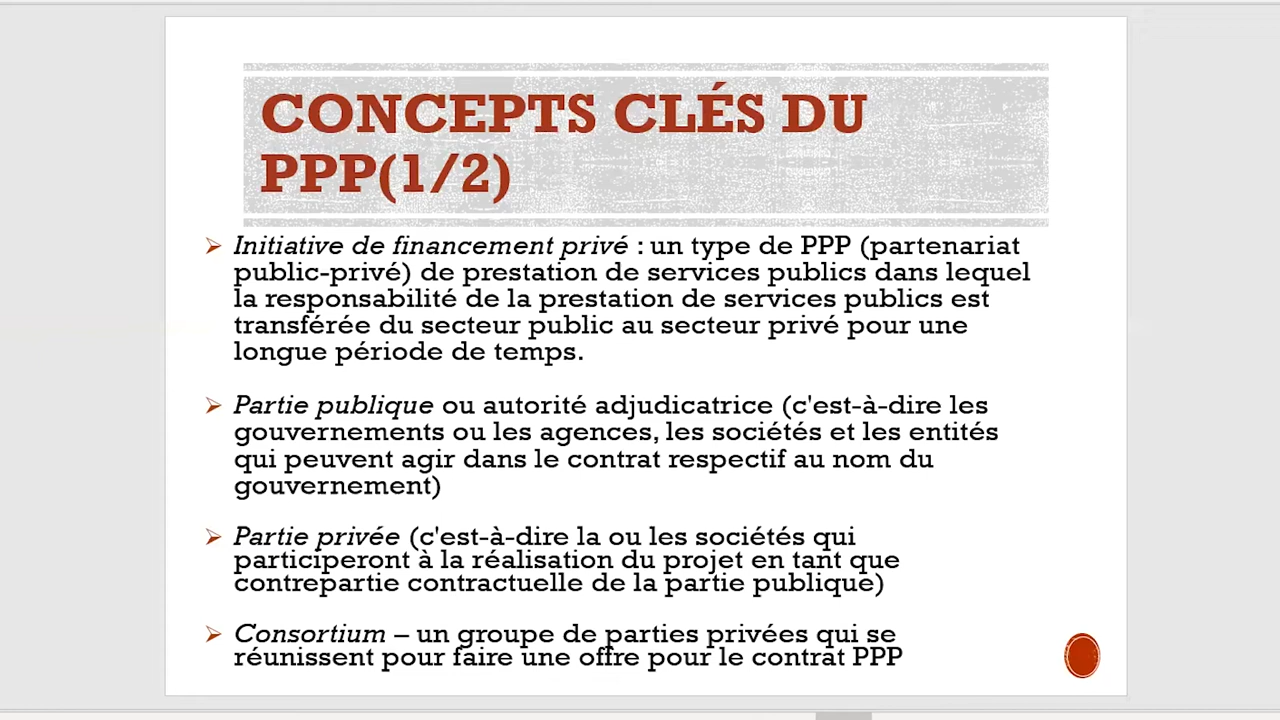 CONCEPTS CLÉS DU
PPP(1/2)
➢ Initiative de financement privé : un type de PPP (partenariat
public-privé) de prestation de services publics dans lequel
la responsabilité de la prestation de services publics est
transférée du secteur public au secteur privé pour une
longue période de temps.
➢ Partie publique ou autorité adjudicatrice (c'est-à-dire les
gouvernements ou les agences, les sociétés et les entités
qui peuvent agir dans le contrat respectif au nom du
gouvernement)
➢ Partie privée (c'est-à-dire la ou les sociétés qui
participeront à la réalisation du projet en tant que
contrepartie contractuelle de la partie publique)
➢ Consortium – un groupe de parties privées qui se
réunissent pour faire une offre pour le contrat PPP